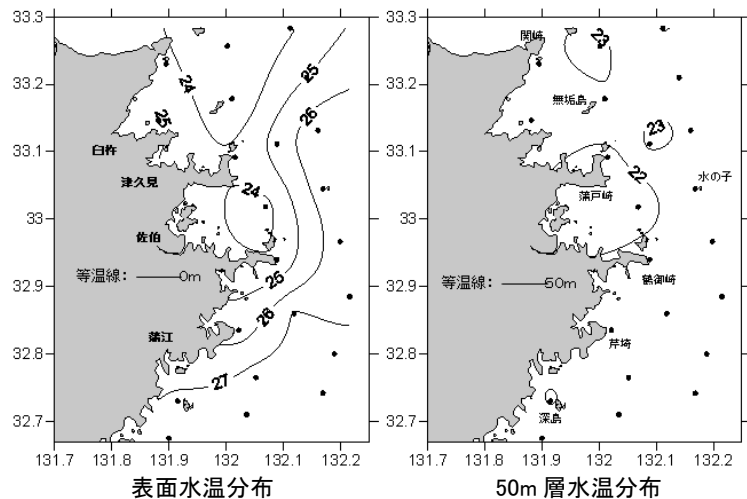 33.3
24
25
33.2
26
25
33.1
臼杵
津久見
24
33
佐伯
等温線: 0m
32.9
26
26
蒲江
32.8
27
32.7
131.7 131.8 131.9 132 132.1 132.2
表面水温分布
33.3
関崎
23
33.2
無垢島
23
33.1
22
水の子
蒲戸崎
33
鶴御崎
等温線: 50m
32.9
芹埼
32.8
32.7
深島
131.7 131.8 131.9 132 132.1 132.2
50m 層水温分布